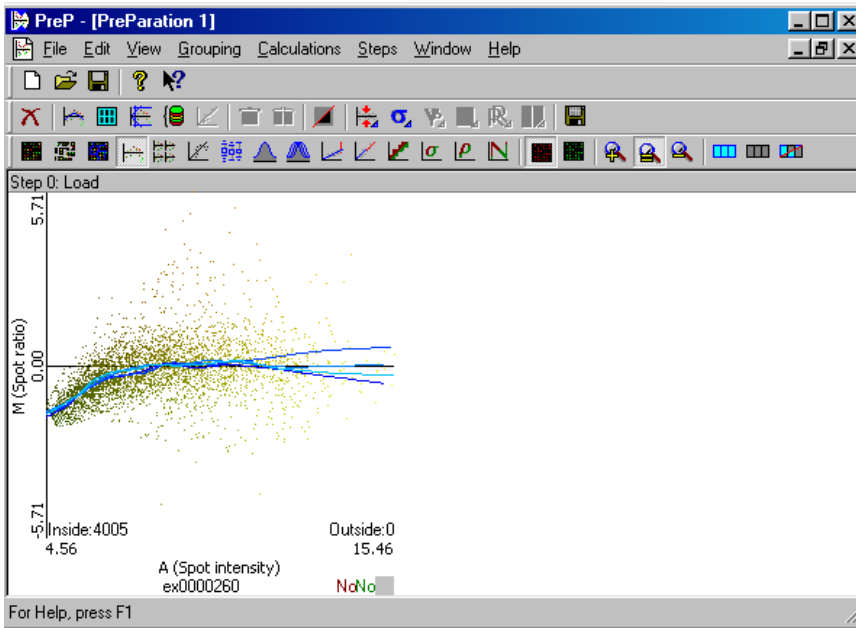 PreP - [PreParation 1]
File Edit View Grouping Calculations Steps Window Help
Step 0: Load
5.71
0.00
M (Spot ratio)
-5.71
Inside:4005 Outside:0
4.56 15.46
A (Spot intensity)
ex0000260 NoNo
For Help, press F1